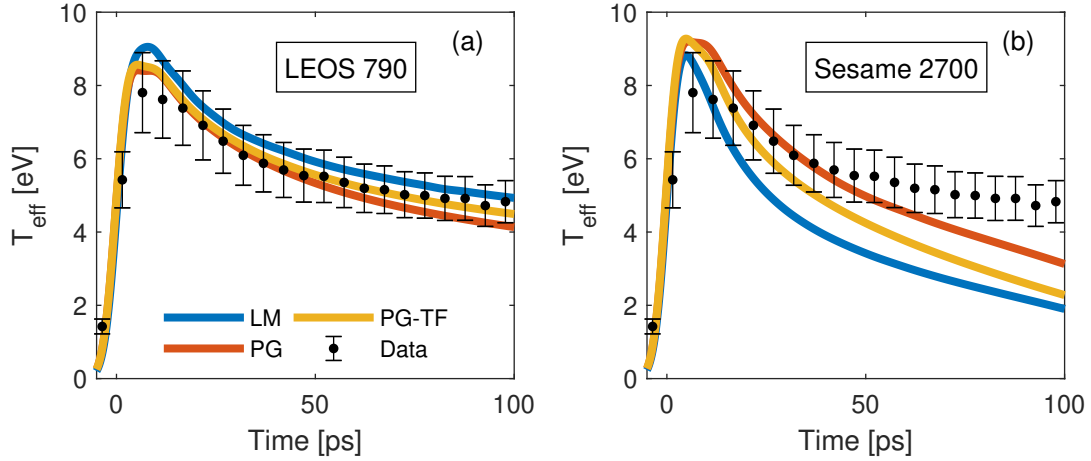 10
8
6
4
2
0
T_eff [eV]
(a)
LEOS 790
LM
PG-TF
PG
Data
0
50
100
Time [ps]
10
8
6
4
2
0
T_eff [eV]
(b)
Sesame 2700
0
50
100
Time [ps]